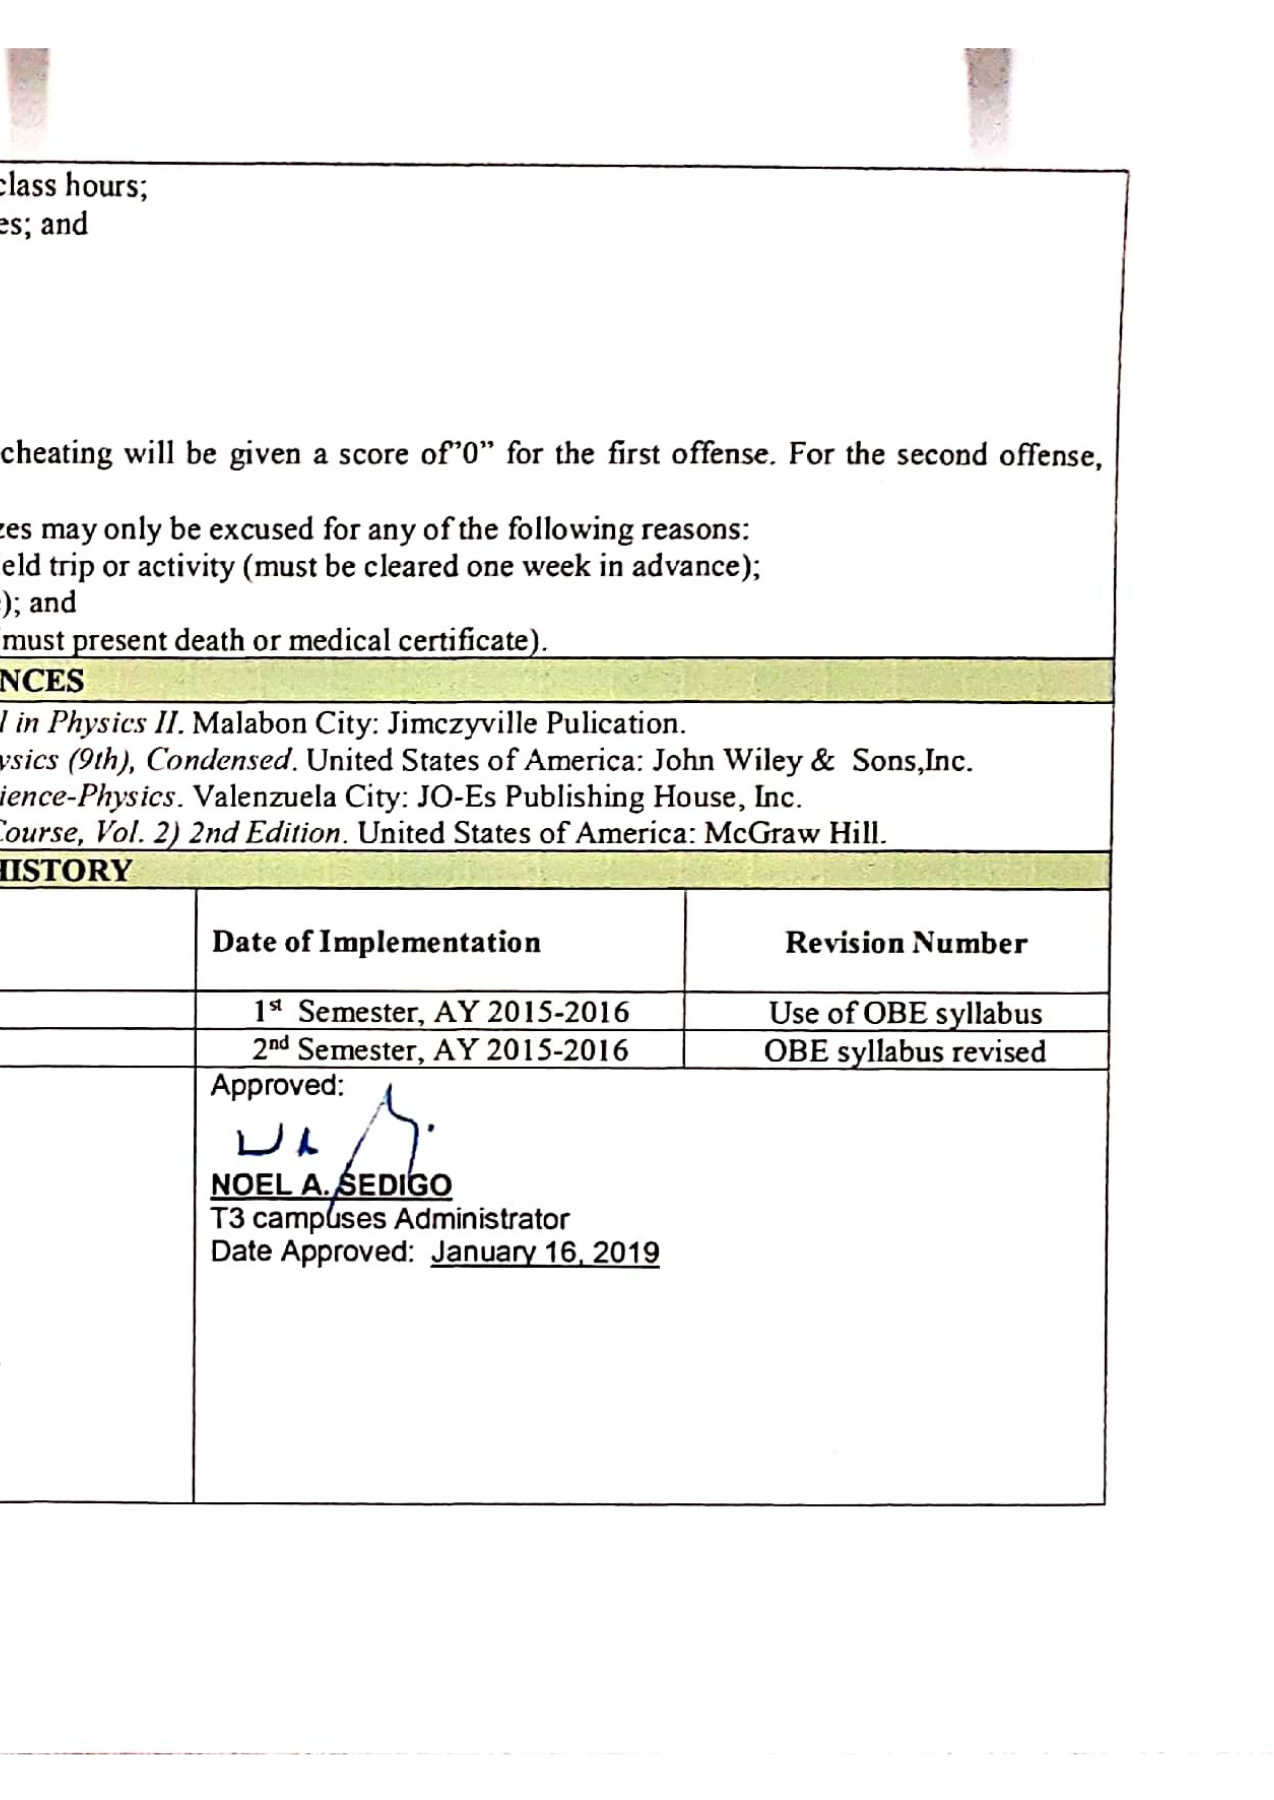 class hours;
es; and
cheating will be given a score of"0" for the first offense. For the second offense,
zes may only be excused for any of the following reasons:
eld trip or activity (must be cleared one week in advance);
); and
must present death or medical certificate).
NCES
l in Physics II. Malabon City: Jimczyville Pulication.
ysics (9th), Condensed. United States of America: John Wiley & Sons,Inc.
ience-Physics. Valenzuela City: JO-Es Publishing House, Inc.
Course, Vol. 2) 2nd Edition. United States of America: McGraw Hill.
HISTORY
Date of Implementation Revision Number
1st Semester, AY 2015-2016 Use of OBE syllabus
2nd Semester, AY 2015-2016 OBE syllabus revised
Approved:
NOEL A. SEDIGO
T3 campuses Administrator
Date Approved: January 16, 2019